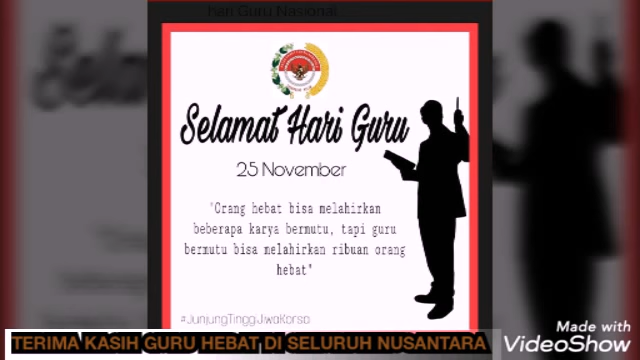 hari Guru Nasional
Selamat Hari Guru
25 November
"Orang hebat bisa melahirkan
beberapa karya bermutu, tapi guru
bermutu bisa melahirkan ribuan orang
hebat"
#JunjungTinggiJiwaKorsa
TERIMA KASIH GURU HEBAT DI SELURUH NUSANTARA
Made with
VideoShow